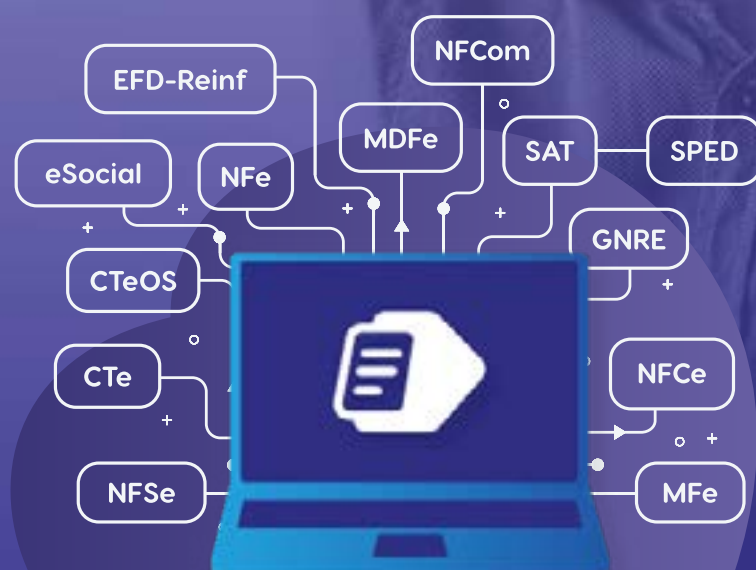 NFCom
EFD-Reinf
MDFe
SAT
SPED
eSocial
NFe
GNRE
CTeOS
CTe
NFCe
NFSe
MFe